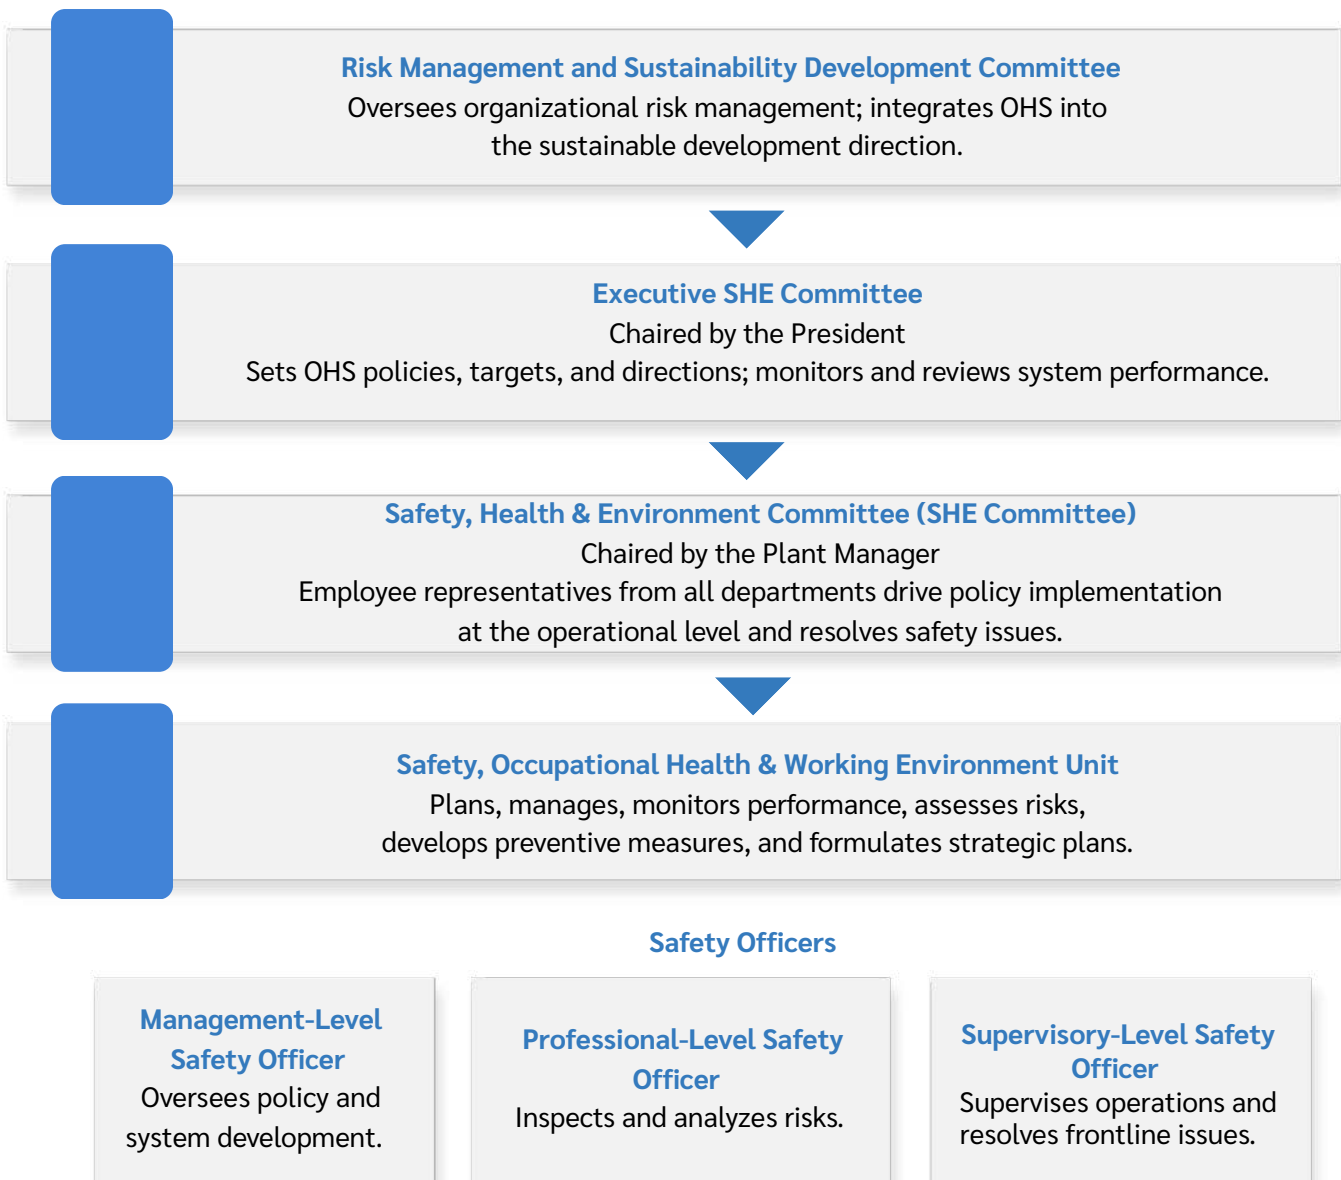 Risk Management and Sustainability Development Committee
Oversees organizational risk management; integrates OHS into
the sustainable development direction.
Executive SHE Committee
Chaired by the President
Sets OHS policies, targets, and directions; monitors and reviews system performance.
Safety, Health & Environment Committee (SHE Committee)
Chaired by the Plant Manager
Employee representatives from all departments drive policy implementation
at the operational level and resolves safety issues.
Safety, Occupational Health & Working Environment Unit
Plans, manages, monitors performance, assesses risks,
develops preventive measures, and formulates strategic plans.
Safety Officers
Management-Level
Safety Officer
Oversees policy and
system development.
Professional-Level Safety
Officer
Inspects and analyzes risks.
Supervisory-Level Safety
Officer
Supervises operations and
resolves frontline issues.